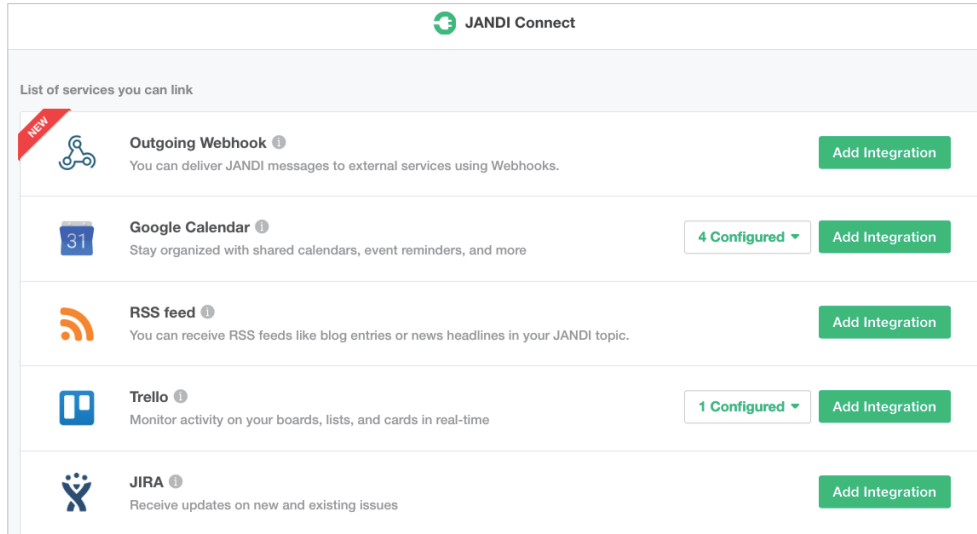 JANDI Connect
List of services you can link
NEW
Outgoing Webhook
You can deliver JANDI messages to external services using Webhooks.
Add Integration
31
Google Calendar
Stay organized with shared calendars, event reminders, and more
4 Configured
Add Integration
RSS feed
You can receive RSS feeds like blog entries or news headlines in your JANDI topic.
Add Integration
Trello
Monitor activity on your boards, lists, and cards in real-time
1 Configured
Add Integration
JIRA
Receive updates on new and existing issues
Add Integration